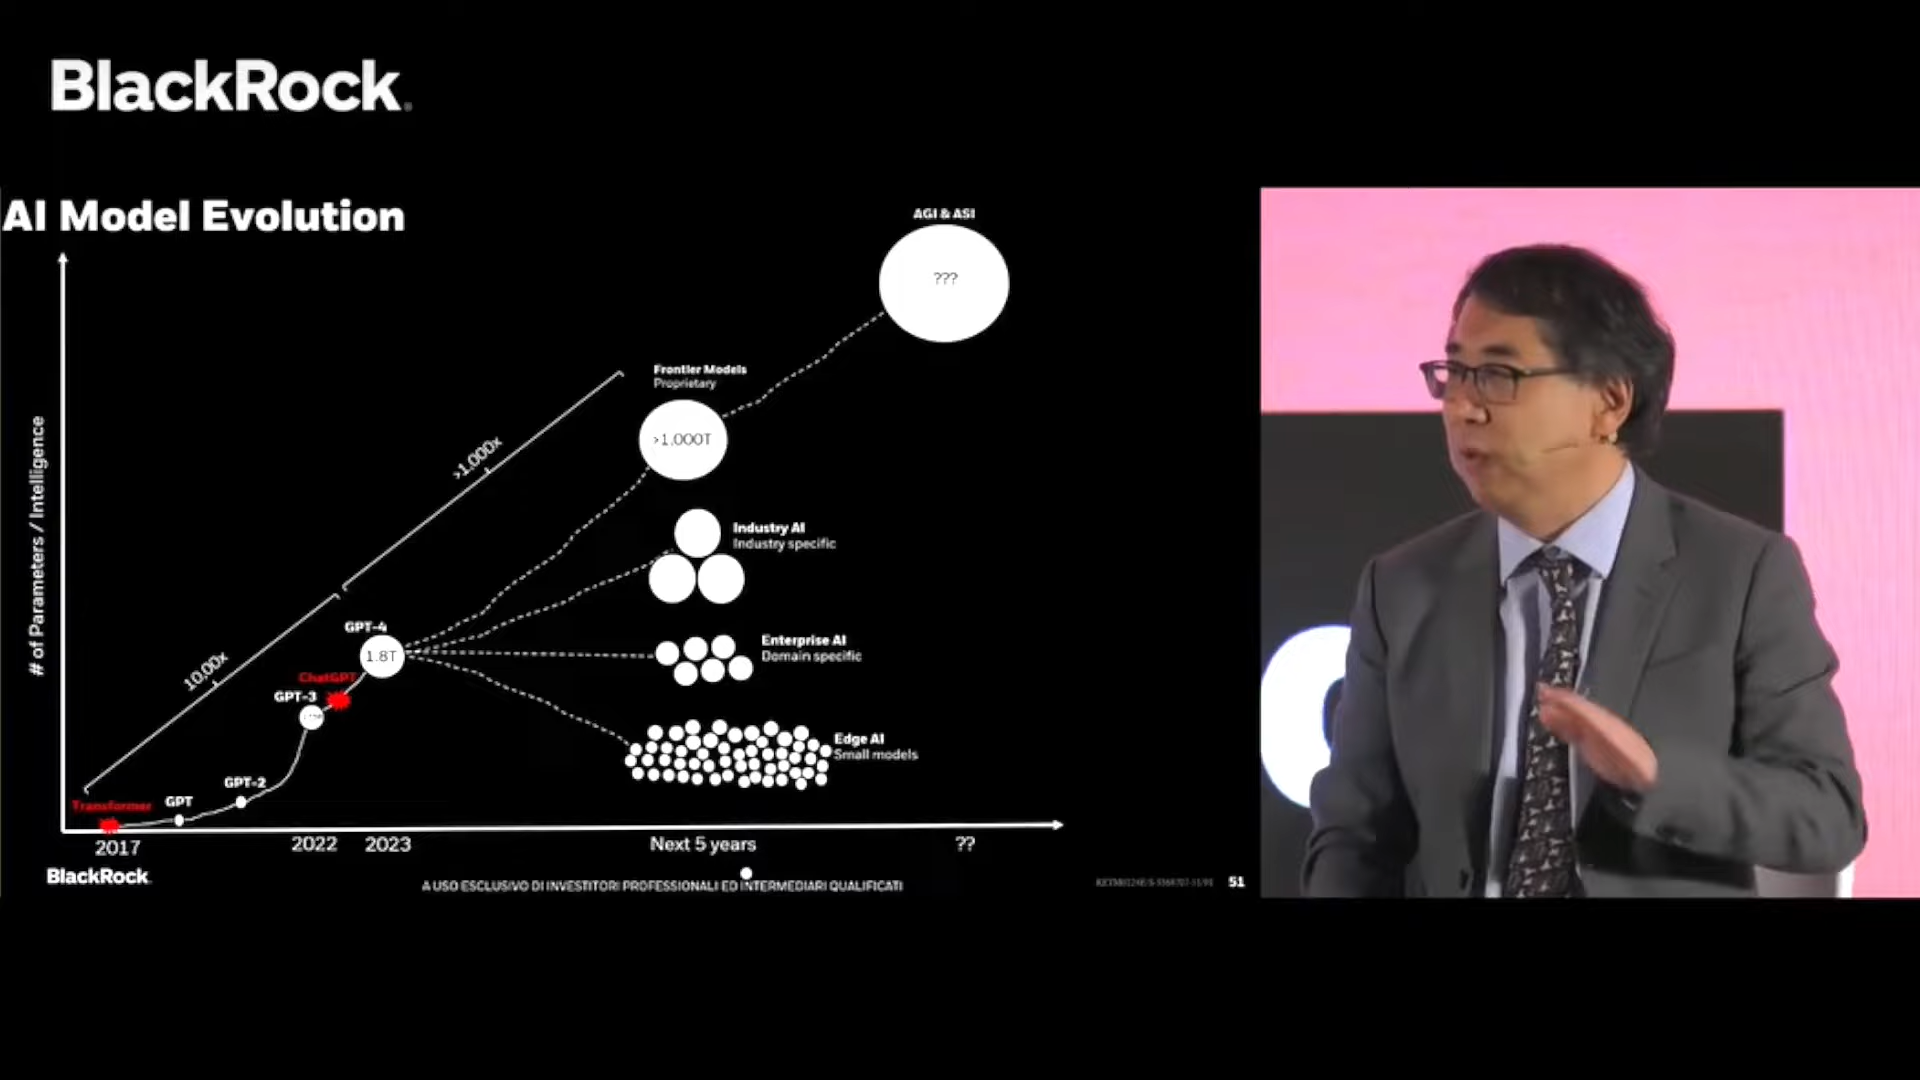 BlackRock
AI Model Evolution
AGI & ASI
???
Frontier Models
Proprietary
>1,000T
>1,000x
Industry AI
Industry specific
# of Parameters / Intelligence
Enterprise AI
Domain specific
GPT-4
1.8T
10,00x
ChatGPT
GPT-3
Edge AI
Small models
GPT-2
GPT
Transformer
2017
2022
2023
Next 5 years
??
BlackRock
A USO ESCLUSIVO DI INVESTITORI PROFESSIONALI ED INTERMEDIARI QUALIFICATI
51